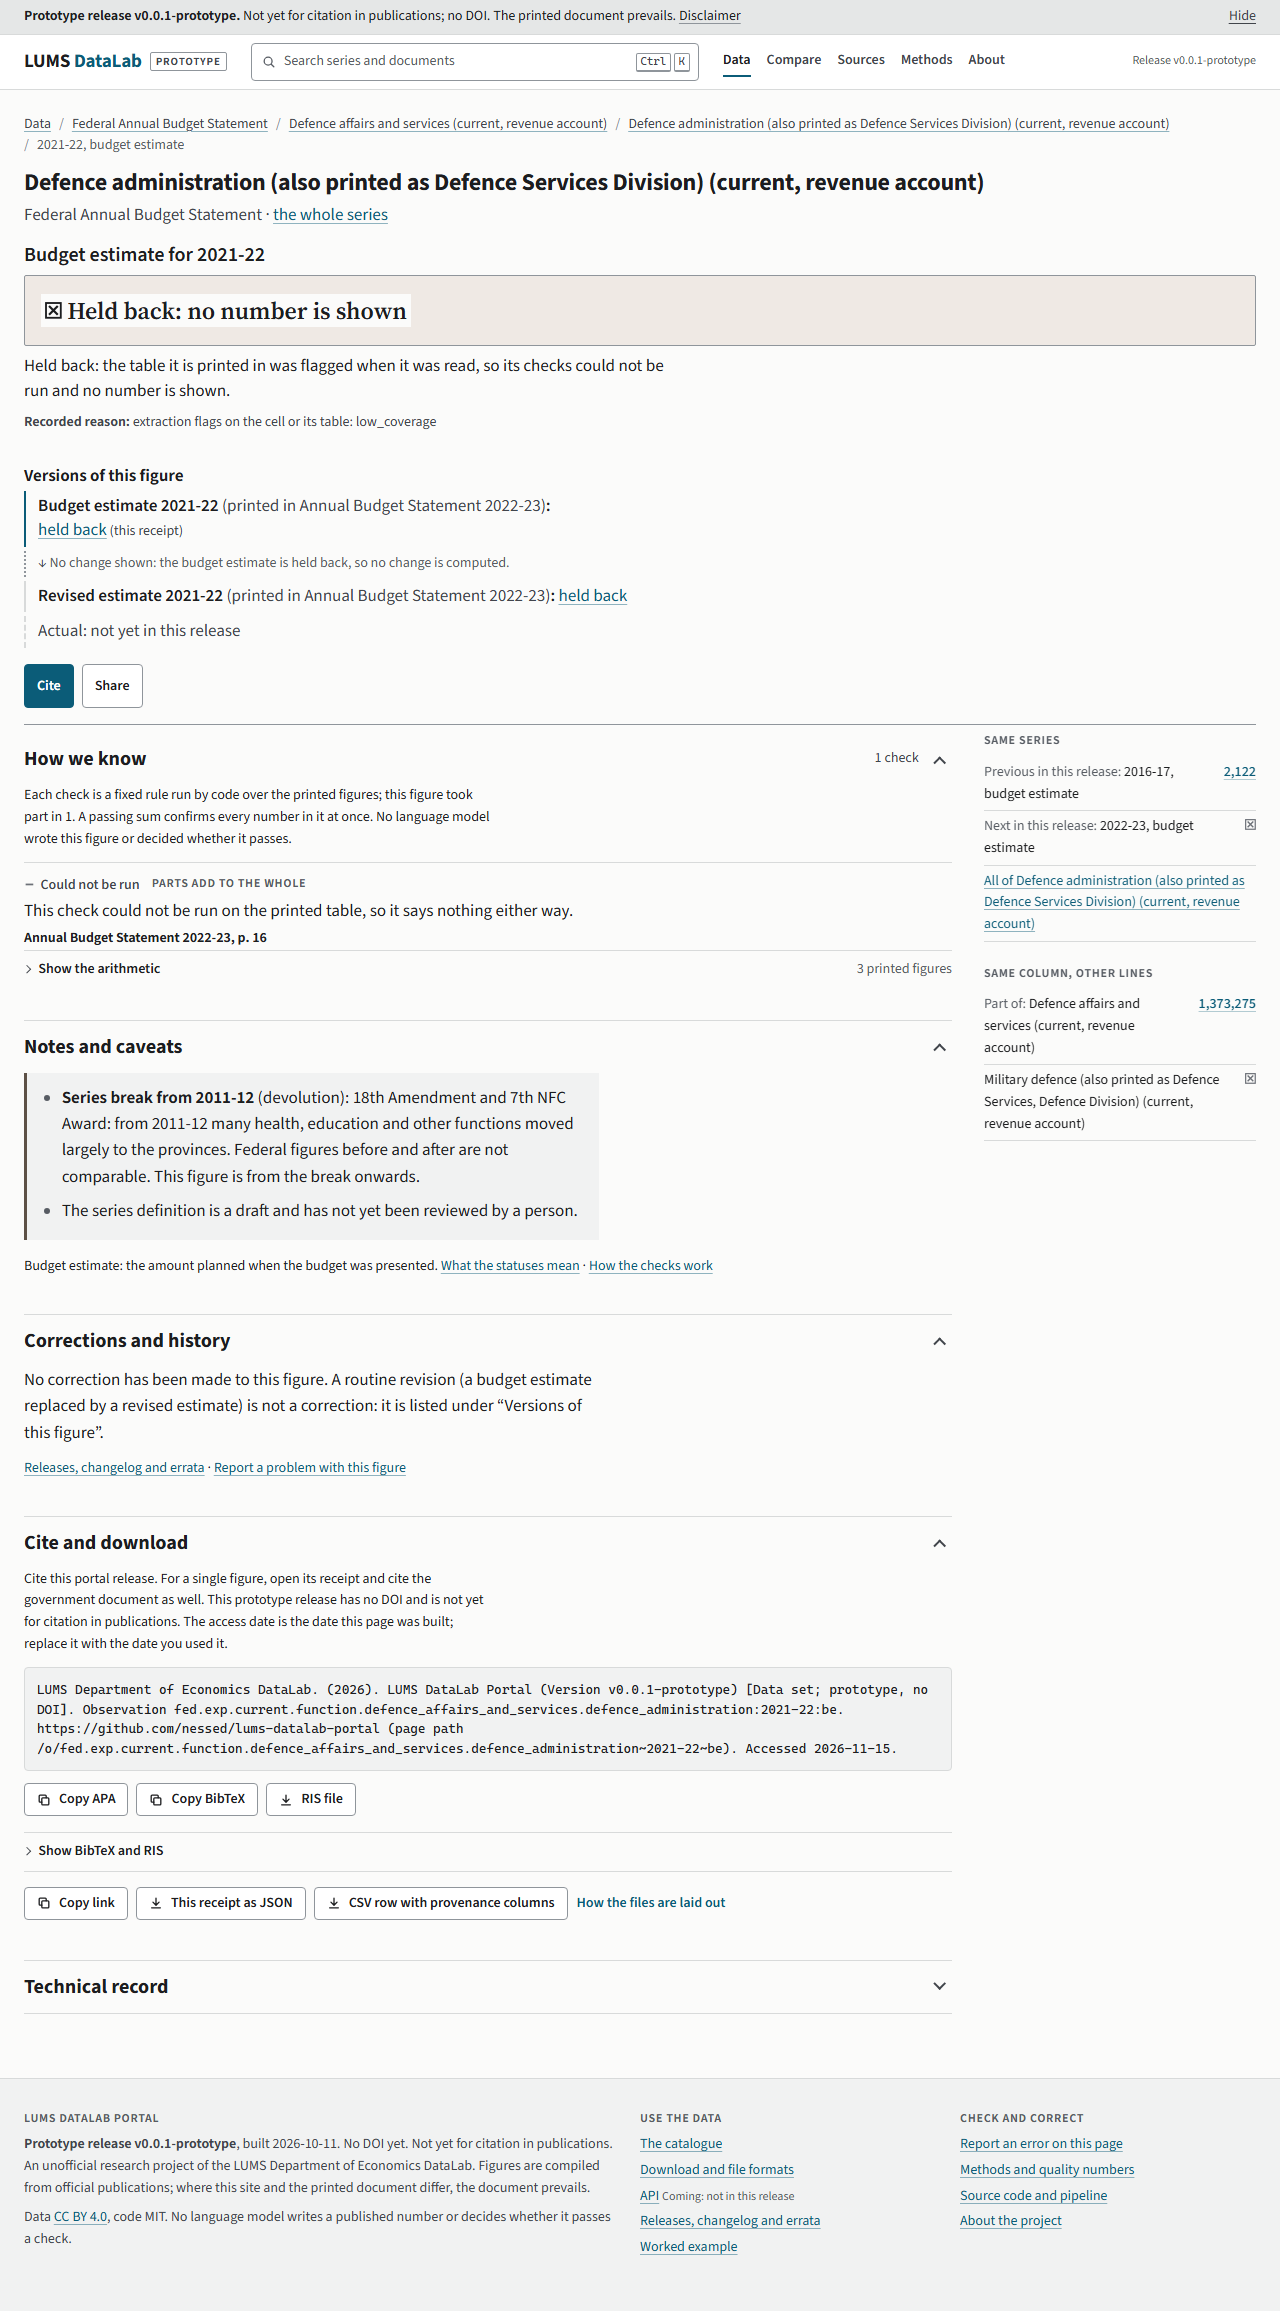 Prototype release v0.0.1-prototype. Not yet for citation in publications; no DOI. The printed document prevails. Disclaimer
Hide
LUMS DataLab PROTOTYPE
Search series and documents
Ctrl K
Data Compare Sources Methods About
Release v0.0.1-prototype
Data / Federal Annual Budget Statement / Defence affairs and services (current, revenue account) / Defence administration (also printed as Defence Services Division) (current, revenue account)
/ 2021-22, budget estimate
Defence administration (also printed as Defence Services Division) (current, revenue account)
Federal Annual Budget Statement · the whole series
Budget estimate for 2021-22
Held back: no number is shown
Held back: the table it is printed in was flagged when it was read, so its checks could not be
run and no number is shown.
Recorded reason: extraction flags on the cell or its table: low_coverage
Versions of this figure
Budget estimate 2021-22 (printed in Annual Budget Statement 2022-23):
held back (this receipt)
↓ No change shown: the budget estimate is held back, so no change is computed.
Revised estimate 2021-22 (printed in Annual Budget Statement 2022-23): held back
Actual: not yet in this release
Cite
Share
How we know
1 check
Each check is a fixed rule run by code over the printed figures; this figure took
part in 1. A passing sum confirms every number in it at once. No language model
wrote this figure or decided whether it passes.
– Could not be run PARTS ADD TO THE WHOLE
This check could not be run on the printed table, so it says nothing either way.
Annual Budget Statement 2022-23, p. 16
Show the arithmetic
3 printed figures
Notes and caveats
• Series break from 2011-12 (devolution): 18th Amendment and 7th NFC
Award: from 2011-12 many health, education and other functions moved
largely to the provinces. Federal figures before and after are not
comparable. This figure is from the break onwards.
• The series definition is a draft and has not yet been reviewed by a person.
Budget estimate: the amount planned when the budget was presented. What the statuses mean · How the checks work
Corrections and history
No correction has been made to this figure. A routine revision (a budget estimate
replaced by a revised estimate) is not a correction: it is listed under “Versions of
this figure”.
Releases, changelog and errata · Report a problem with this figure
Cite and download
Cite this portal release. For a single figure, open its receipt and cite the
government document as well. This prototype release has no DOI and is not yet
for citation in publications. The access date is the date this page was built;
replace it with the date you used it.
LUMS Department of Economics DataLab. (2026). LUMS DataLab Portal (Version v0.0.1-prototype) [Data set; prototype, no
DOI]. Observation fed.exp.current.function.defence_affairs_and_services.defence_administration:2021-22:be.
https://github.com/nessed/lums-datalab-portal (page path
/o/fed.exp.current.function.defence_affairs_and_services.defence_administration~2021-22~be). Accessed 2026-11-15.
Copy APA
Copy BibTeX
RIS file
Show BibTeX and RIS
Copy link
This receipt as JSON
CSV row with provenance columns
How the files are laid out
Technical record
SAME SERIES
Previous in this release: 2016-17, 2,122
budget estimate
Next in this release: 2022-23, budget
estimate
All of Defence administration (also printed as
Defence Services Division) (current, revenue
account)
SAME COLUMN, OTHER LINES
Part of: Defence affairs and 1,373,275
services (current, revenue
account)
Military defence (also printed as Defence
Services, Defence Division) (current,
revenue account)
LUMS DATALAB PORTAL
Prototype release v0.0.1-prototype, built 2026-10-11. No DOI yet. Not yet for citation in publications.
An unofficial research project of the LUMS Department of Economics DataLab. Figures are compiled
from official publications; where this site and the printed document differ, the document prevails.
Data CC BY 4.0, code MIT. No language model writes a published number or decides whether it passes
a check.
USE THE DATA
The catalogue
Download and file formats
API Coming: not in this release
Releases, changelog and errata
Worked example
CHECK AND CORRECT
Report an error on this page
Methods and quality numbers
Source code and pipeline
About the project